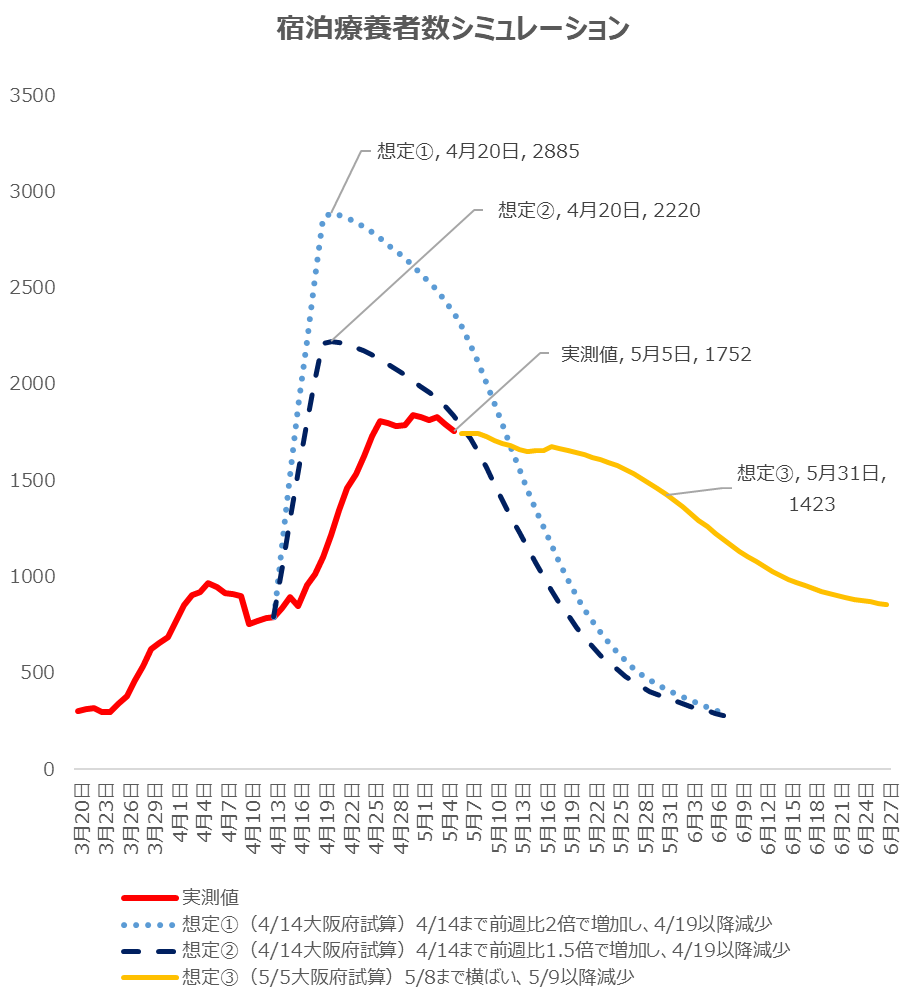 宿泊療養者数シミュレーション
3500
3000
2500
2000
1500
1000
500
0
想定①, 4月20日, 2885
想定②, 4月20日, 2220
実測値, 5月5日, 1752
想定③, 5月31日,
1423
3月20日
3月23日
3月26日
3月29日
4月1日
4月4日
4月7日
4月10日
4月13日
4月16日
4月19日
4月22日
4月25日
4月28日
5月1日
5月4日
5月7日
5月10日
5月13日
5月16日
5月19日
5月22日
5月25日
5月28日
5月31日
6月3日
6月6日
6月9日
6月12日
6月15日
6月18日
6月21日
6月24日
6月27日
実測値
想定①（4/14大阪府試算）4/14まで前週比2倍で増加し、4/19以降減少
想定②（4/14大阪府試算）4/14まで前週比1.5倍で増加し、4/19以降減少
想定③（5/5大阪府試算）5/8まで横ばい、5/9以降減少